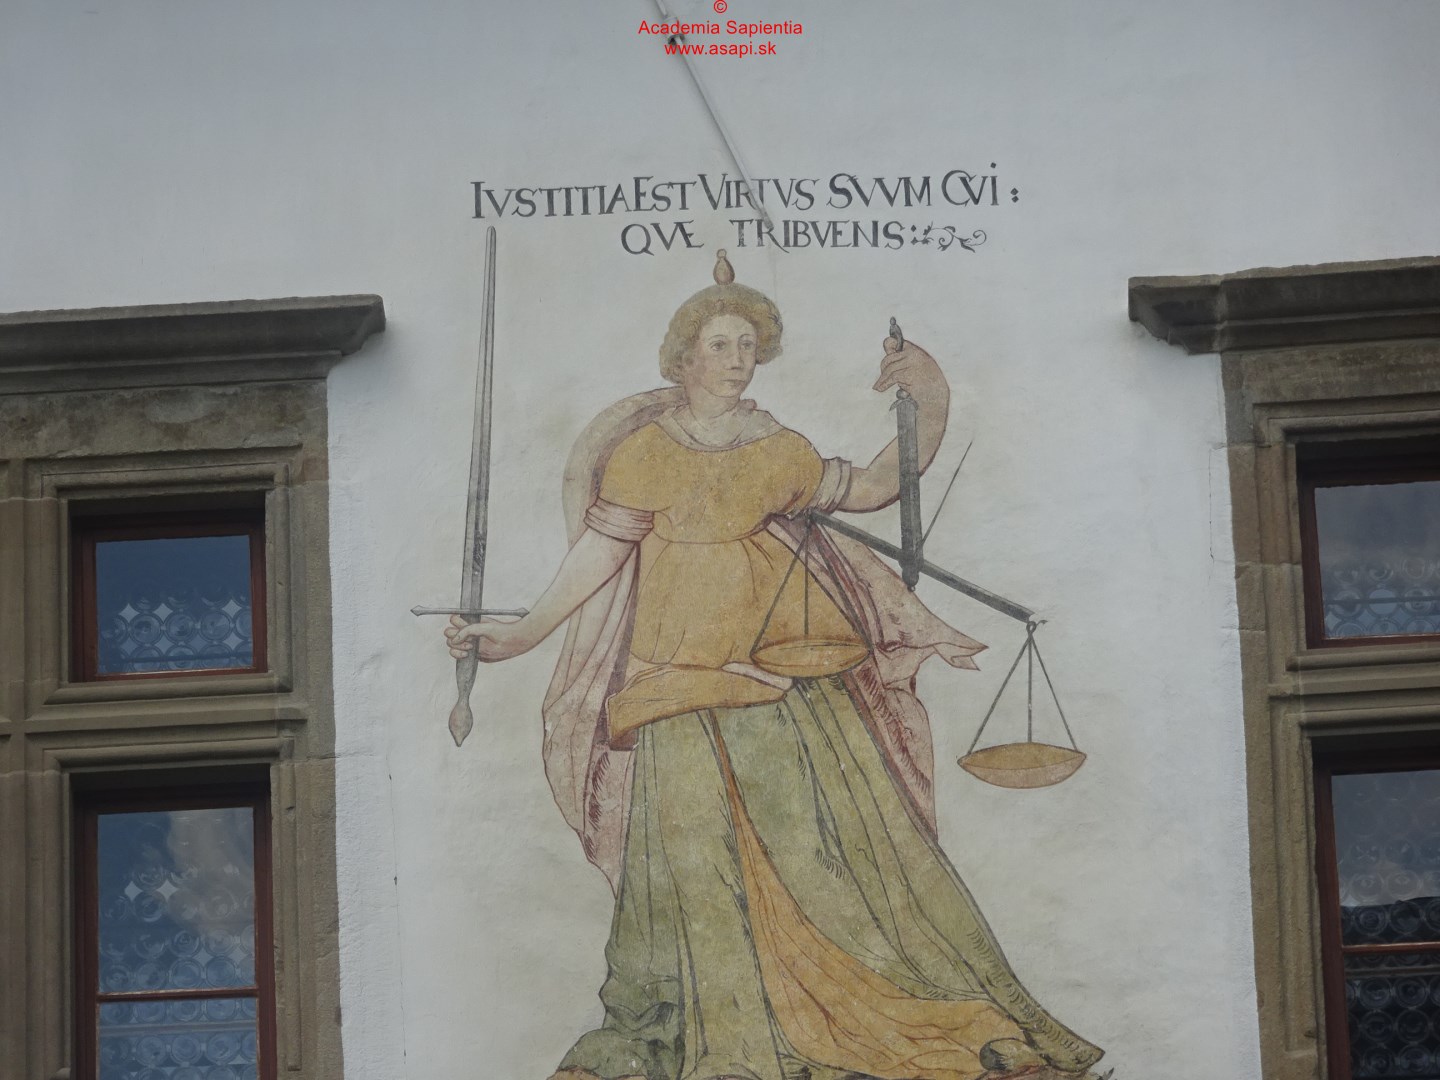 ©
Academia Sapientia
www.asapi.sk
IVSTITIA EST VIRTVS SVVM CVI:
QVE TRIBVENS: